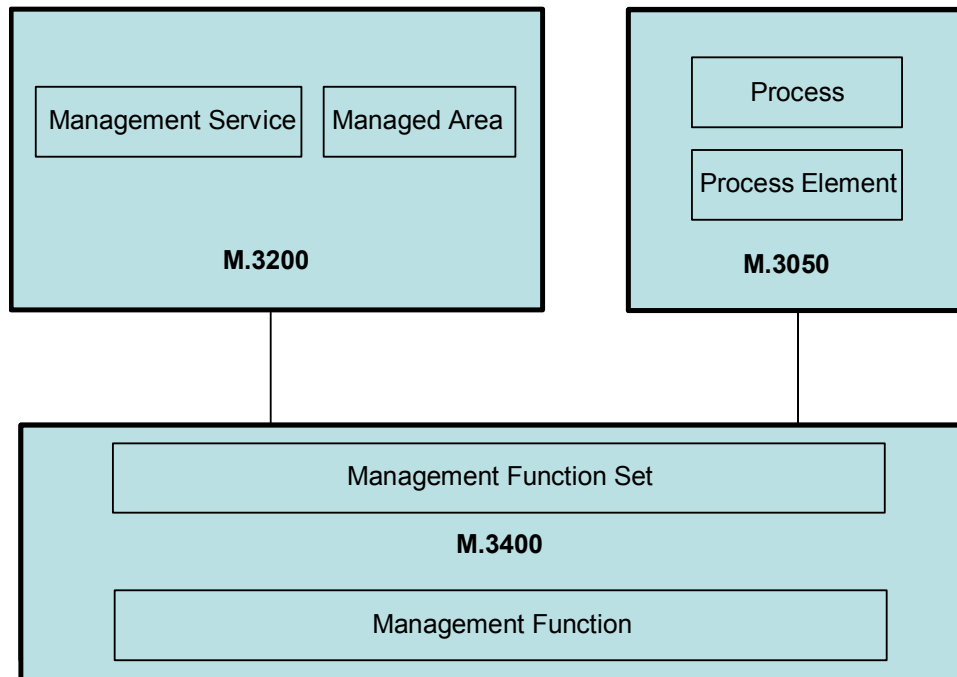 Management Service
Managed Area
M.3200
Process
Process Element
M.3050
Management Function Set
M.3400
Management Function